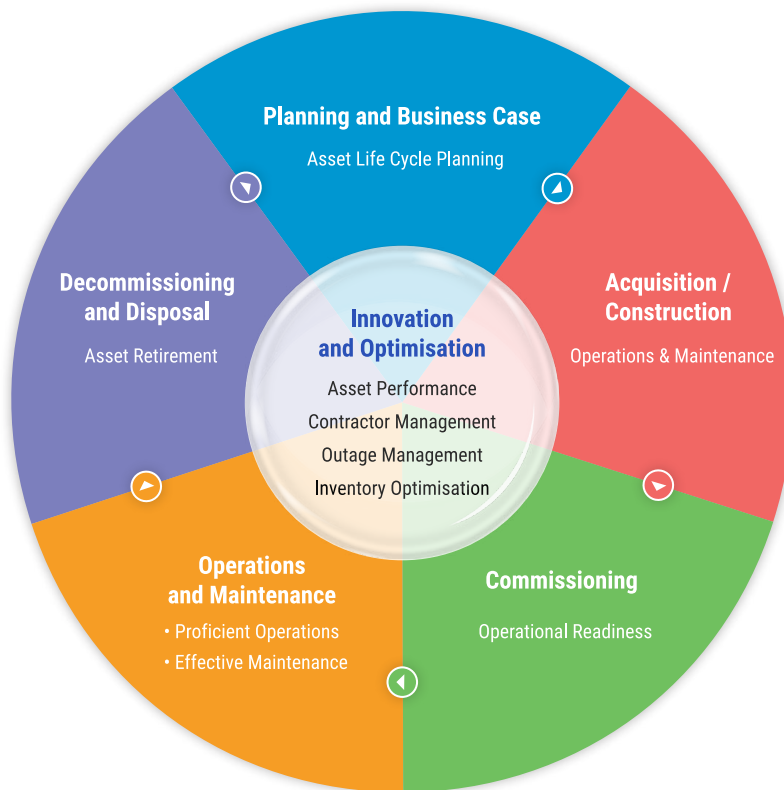 Planning and Business Case
Asset Life Cycle Planning
Acquisition /
Construction
Operations & Maintenance
Commissioning
Operational Readiness
Operations
and Maintenance
• Proficient Operations
• Effective Maintenance
Decommissioning
and Disposal
Asset Retirement
Innovation
and Optimisation
Asset Performance
Contractor Management
Outage Management
Inventory Optimisation